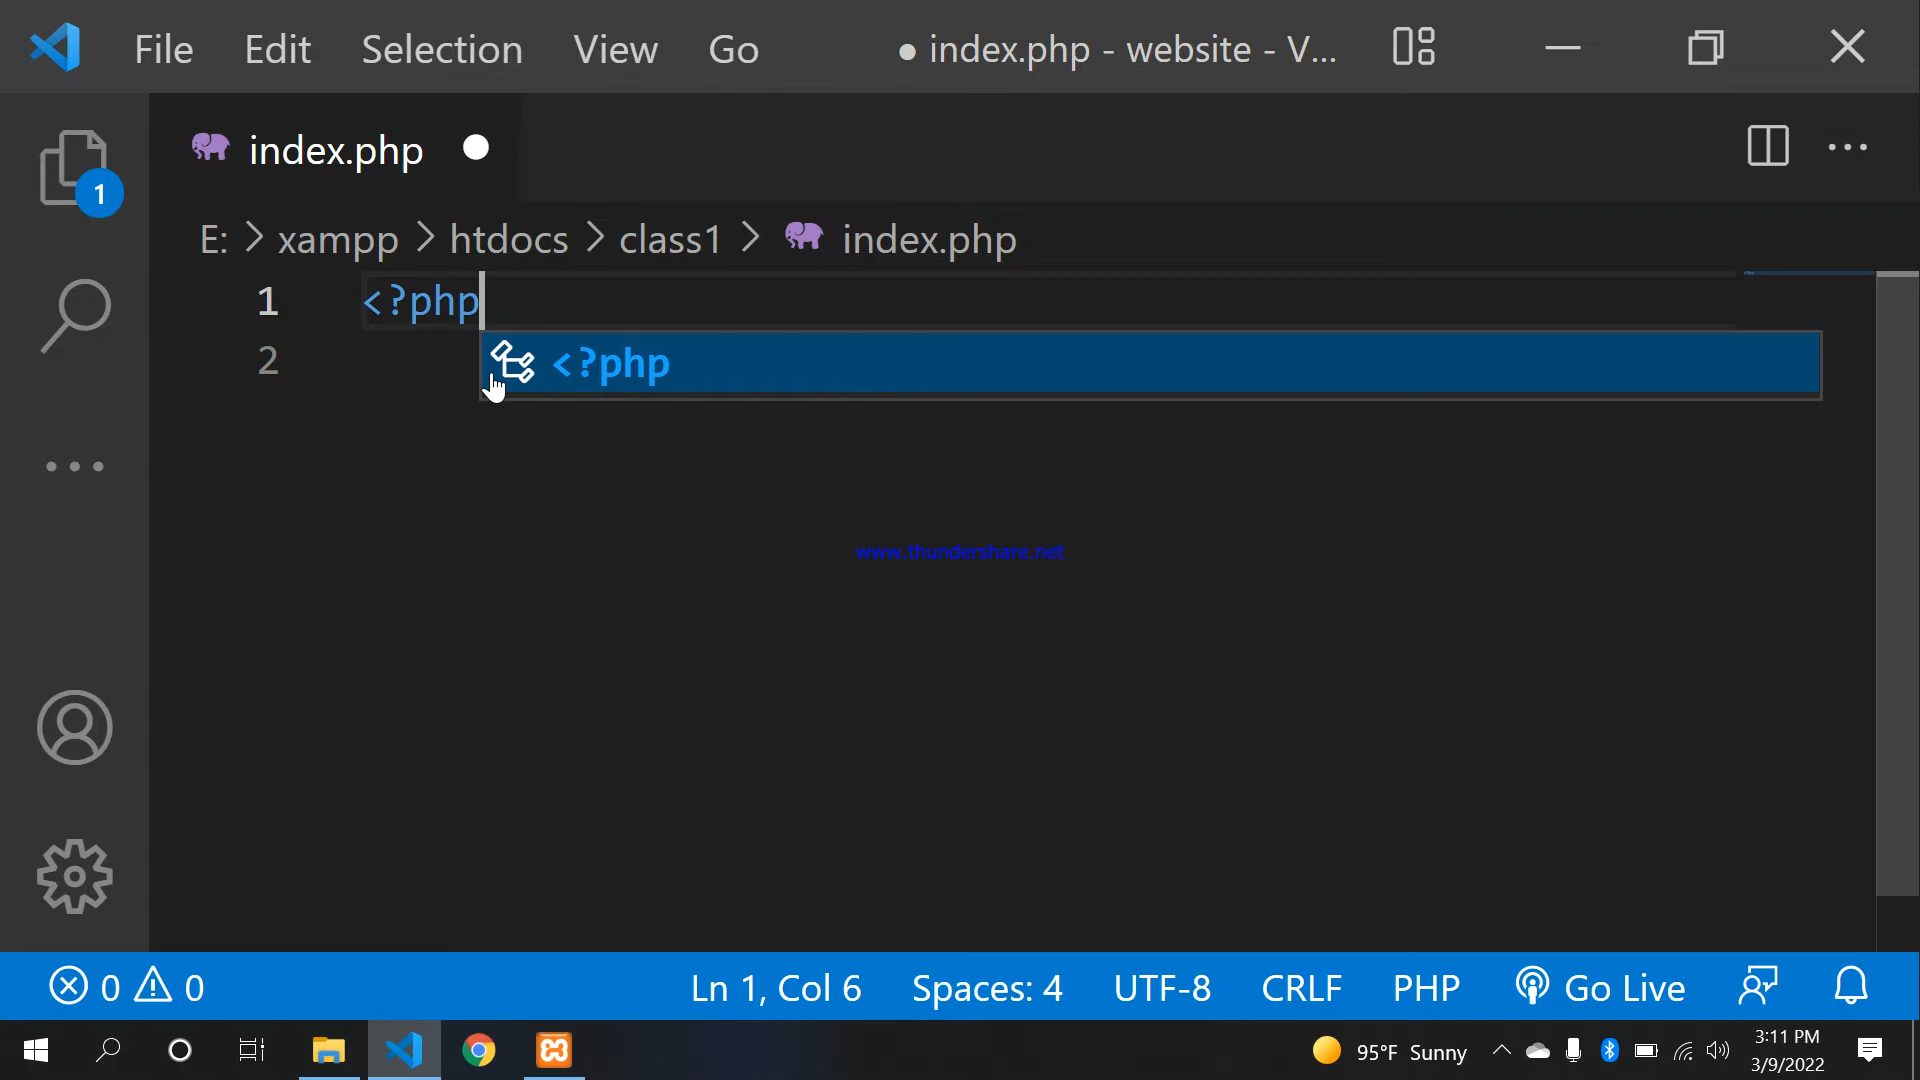 File Edit Selection View Go ● index.php - website - V...
1 index.php
E: > xampp > htdocs > class1 > index.php
1 <?php
2 <?php
www.thundershare.net
0 0 Ln 1, Col 6 Spaces: 4 UTF-8 CRLF PHP Go Live
95°F Sunny 3:11 PM
3/9/2022